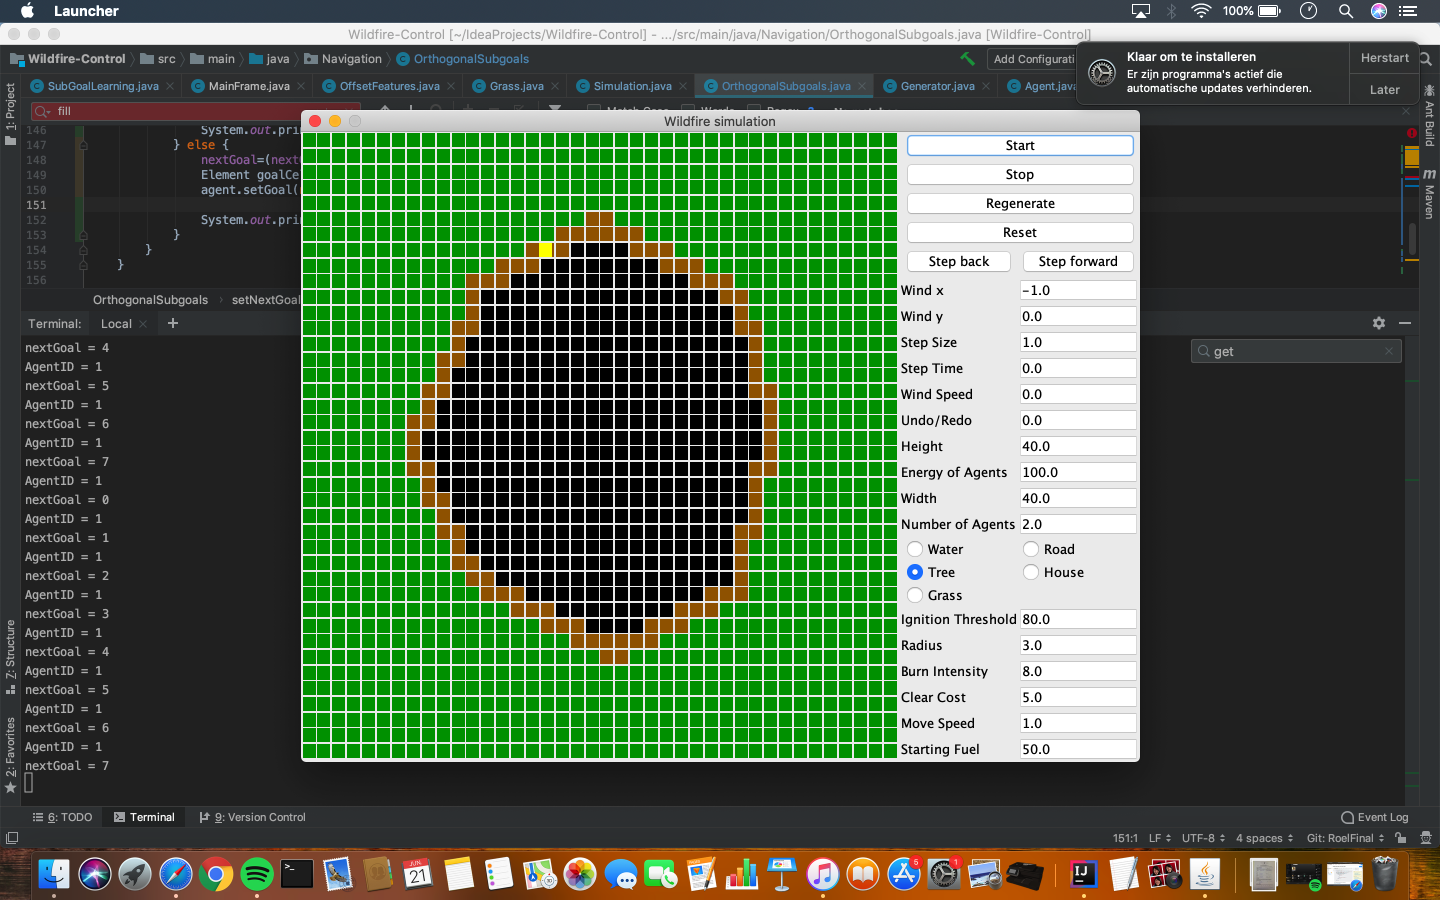 Launcher
100%
Wildfire-Control [~/IdeaProjects/Wildfire-Control] - .../src/main/java/Navigation/OrthogonalSubgoals.java [Wildfire-Control]
Wildfire-Control
src
main
java
Navigation
OrthogonalSubgoals
Add Configurati
Klaar om te installeren
Er zijn programma's actief die
automatische updates verhinderen.
Herstart
Later
SubGoalLearning.java
MainFrame.java
OffsetFeatures.java
Grass.java
Simulation.java
OrthogonalSubgoals.java
Generator.java
Agent.java
fill
1: Project
Ant Build
Maven
146 System.out.prin
147 } else {
148 nextGoal=(next
149 Element goalCe
150 agent.setGoal(
151
152 System.out.prin
153 }
154 }
155 }
156
OrthogonalSubgoals
setNextGoal
Terminal:
Local
get
nextGoal = 4
AgentID = 1
nextGoal = 5
AgentID = 1
nextGoal = 6
AgentID = 1
nextGoal = 7
AgentID = 1
nextGoal = 0
AgentID = 1
nextGoal = 1
AgentID = 1
nextGoal = 2
AgentID = 1
nextGoal = 3
AgentID = 1
nextGoal = 4
AgentID = 1
nextGoal = 5
AgentID = 1
nextGoal = 6
AgentID = 1
nextGoal = 7
Wildfire simulation
Start
Stop
Regenerate
Reset
Step back
Step forward
Wind x -1.0
Wind y 0.0
Step Size 1.0
Step Time 0.0
Wind Speed 0.0
Undo/Redo 0.0
Height 40.0
Energy of Agents 100.0
Width 40.0
Number of Agents 2.0
Water
Road
Tree
House
Grass
Ignition Threshold 80.0
Radius 3.0
Burn Intensity 8.0
Clear Cost 5.0
Move Speed 1.0
Starting Fuel 50.0
Z: Structure
2: Favorites
6: TODO
Terminal
9: Version Control
Event Log
151:1
LF
UTF-8
4 spaces
Git: RoelFinal
JUN
21
5
1
IJ